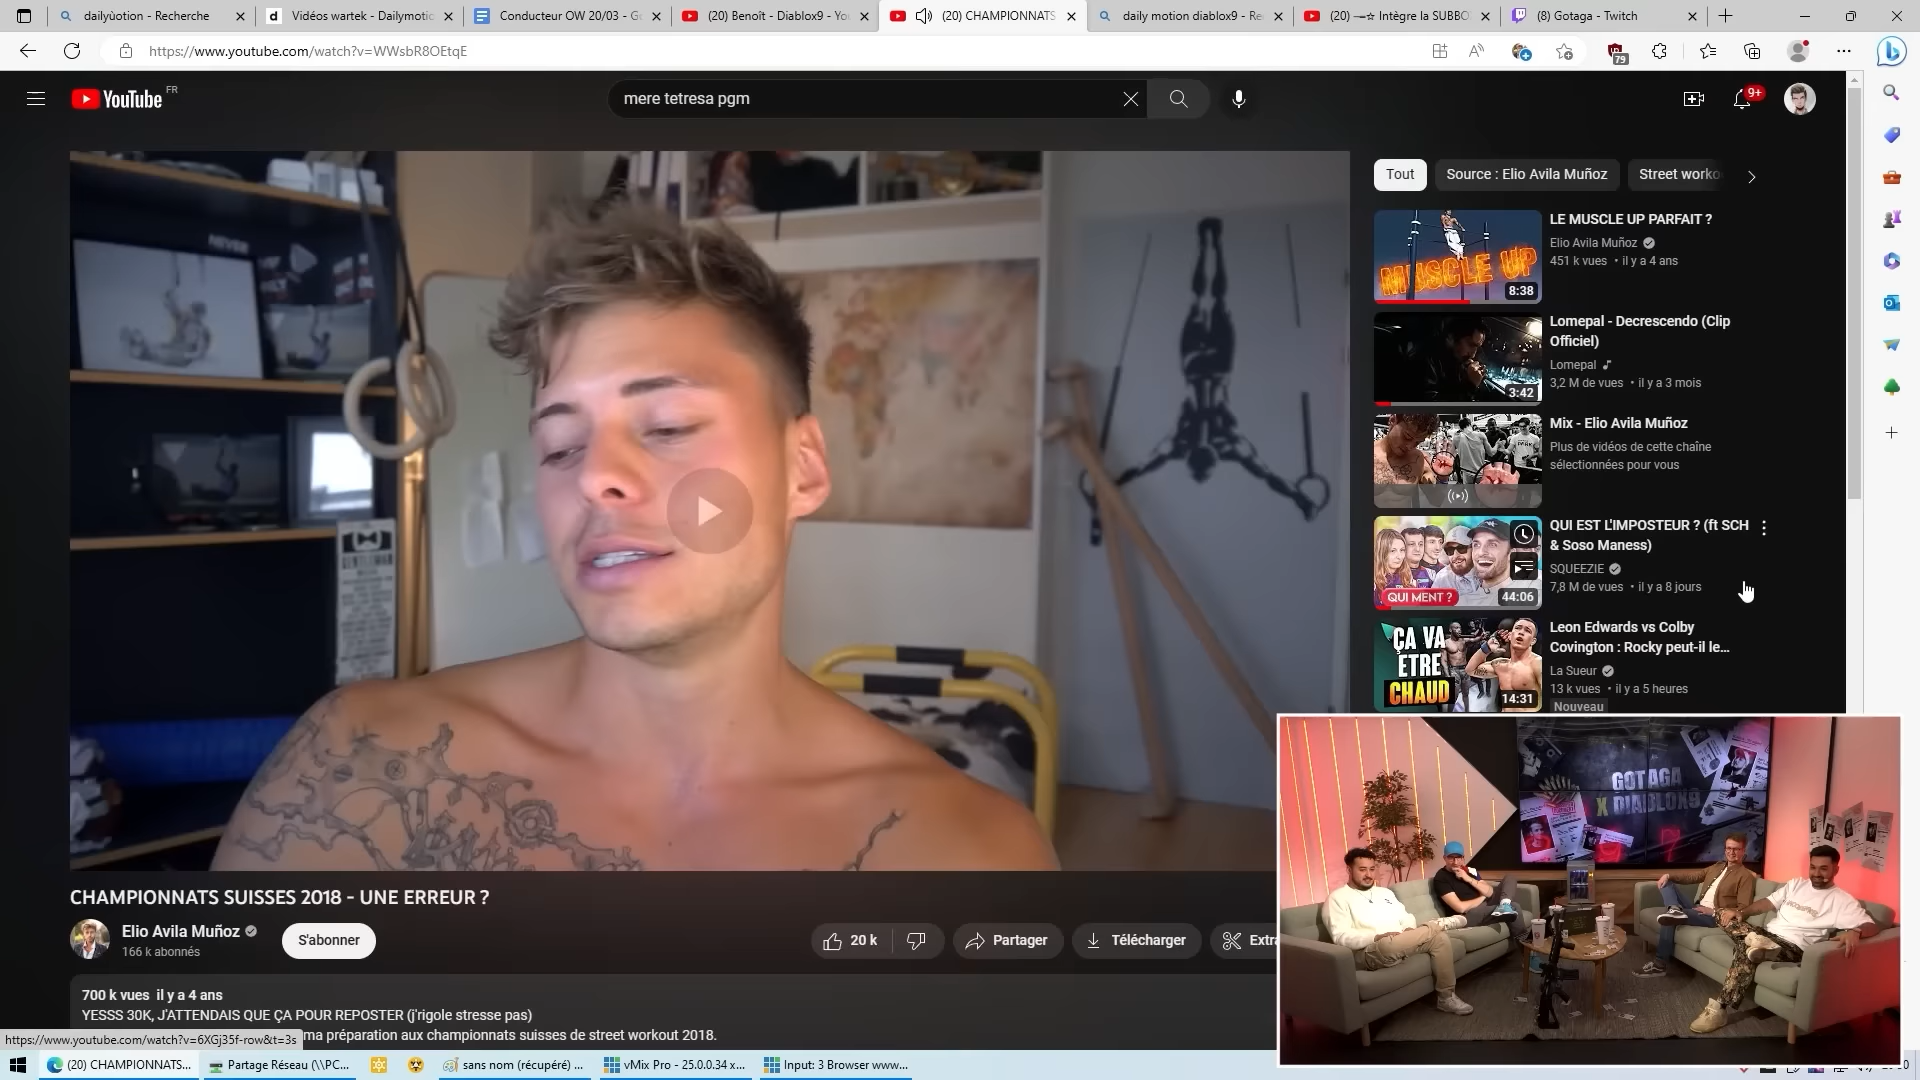 dailyùotion - Recherche
Vidéos wartek - Dailymotic
Conducteur OW 20/03 - G
(20) Benoît - Diablox9 - You
(20) CHAMPIONNATS
daily motion diablox9 - Re
(20) ¬=☆ Intègre la SUBBO
(8) Gotaga - Twitch
https://www.youtube.com/watch?v=WWsbR8OEtqE
79
YouTube FR
mere tetresa pgm
9+
Tout
Source : Elio Avila Muñoz
Street worko
LE MUSCLE UP PARFAIT ?
Elio Avila Muñoz
451 k vues • il y a 4 ans
MUSCLE UP
8:38
Lomepal - Decrescendo (Clip
Officiel)
Lomepal
3,2 M de vues • il y a 3 mois
3:42
Mix - Elio Avila Muñoz
Plus de vidéos de cette chaîne
sélectionnées pour vous
QUI EST L'IMPOSTEUR ? (ft SCH
& Soso Maness)
SQUEEZIE
7,8 M de vues • il y a 8 jours
QUI MENT ?
44:06
Leon Edwards vs Colby
Covington : Rocky peut-il le...
La Sueur
13 k vues • il y a 5 heures
Nouveau
ÇA VA
ETRE
CHAUD
14:31
NEVER
GOTAGA
X DIABLOX9
CHAMPIONNATS SUISSES 2018 - UNE ERREUR ?
Elio Avila Muñoz
166 k abonnés
S'abonner
20 k
Partager
Télécharger
Extra
700 k vues il y a 4 ans
YESSS 30K, J'ATTENDAIS QUE ÇA POUR REPOSTER (j'rigole stresse pas)
ma préparation aux championnats suisses de street workout 2018.
https://www.youtube.com/watch?v=6XGj35f-row&t=3s
(20) CHAMPIONNATS...
Partage Réseau (\\PC...
sans nom (récupéré) ...
vMix Pro - 25.0.0.34 x...
Input: 3 Browser www...